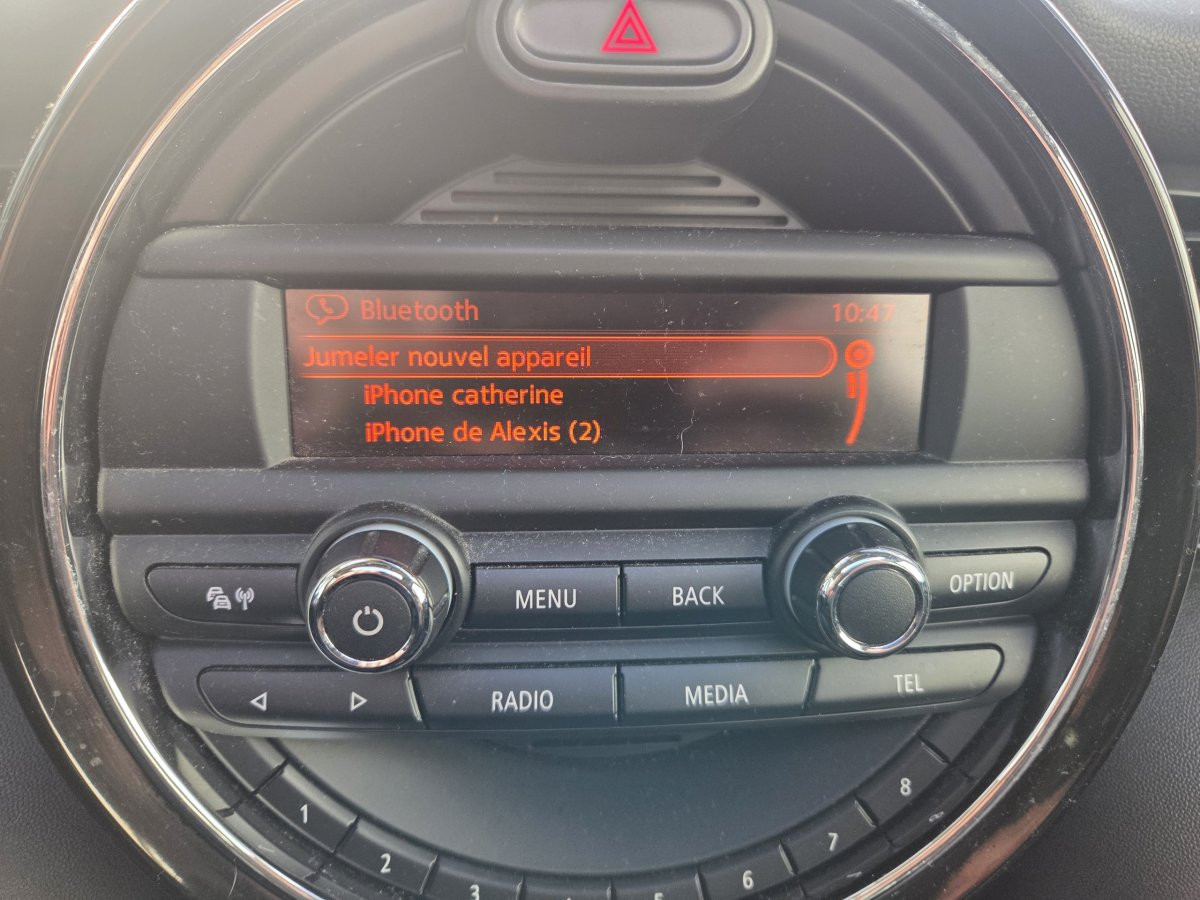 Bluetooth 10:47
Jumeler nouvel appareil
iPhone catherine
iPhone de Alexis (2)
MENU BACK OPTION
RADIO MEDIA TEL
1 2 3 5 6 7 8